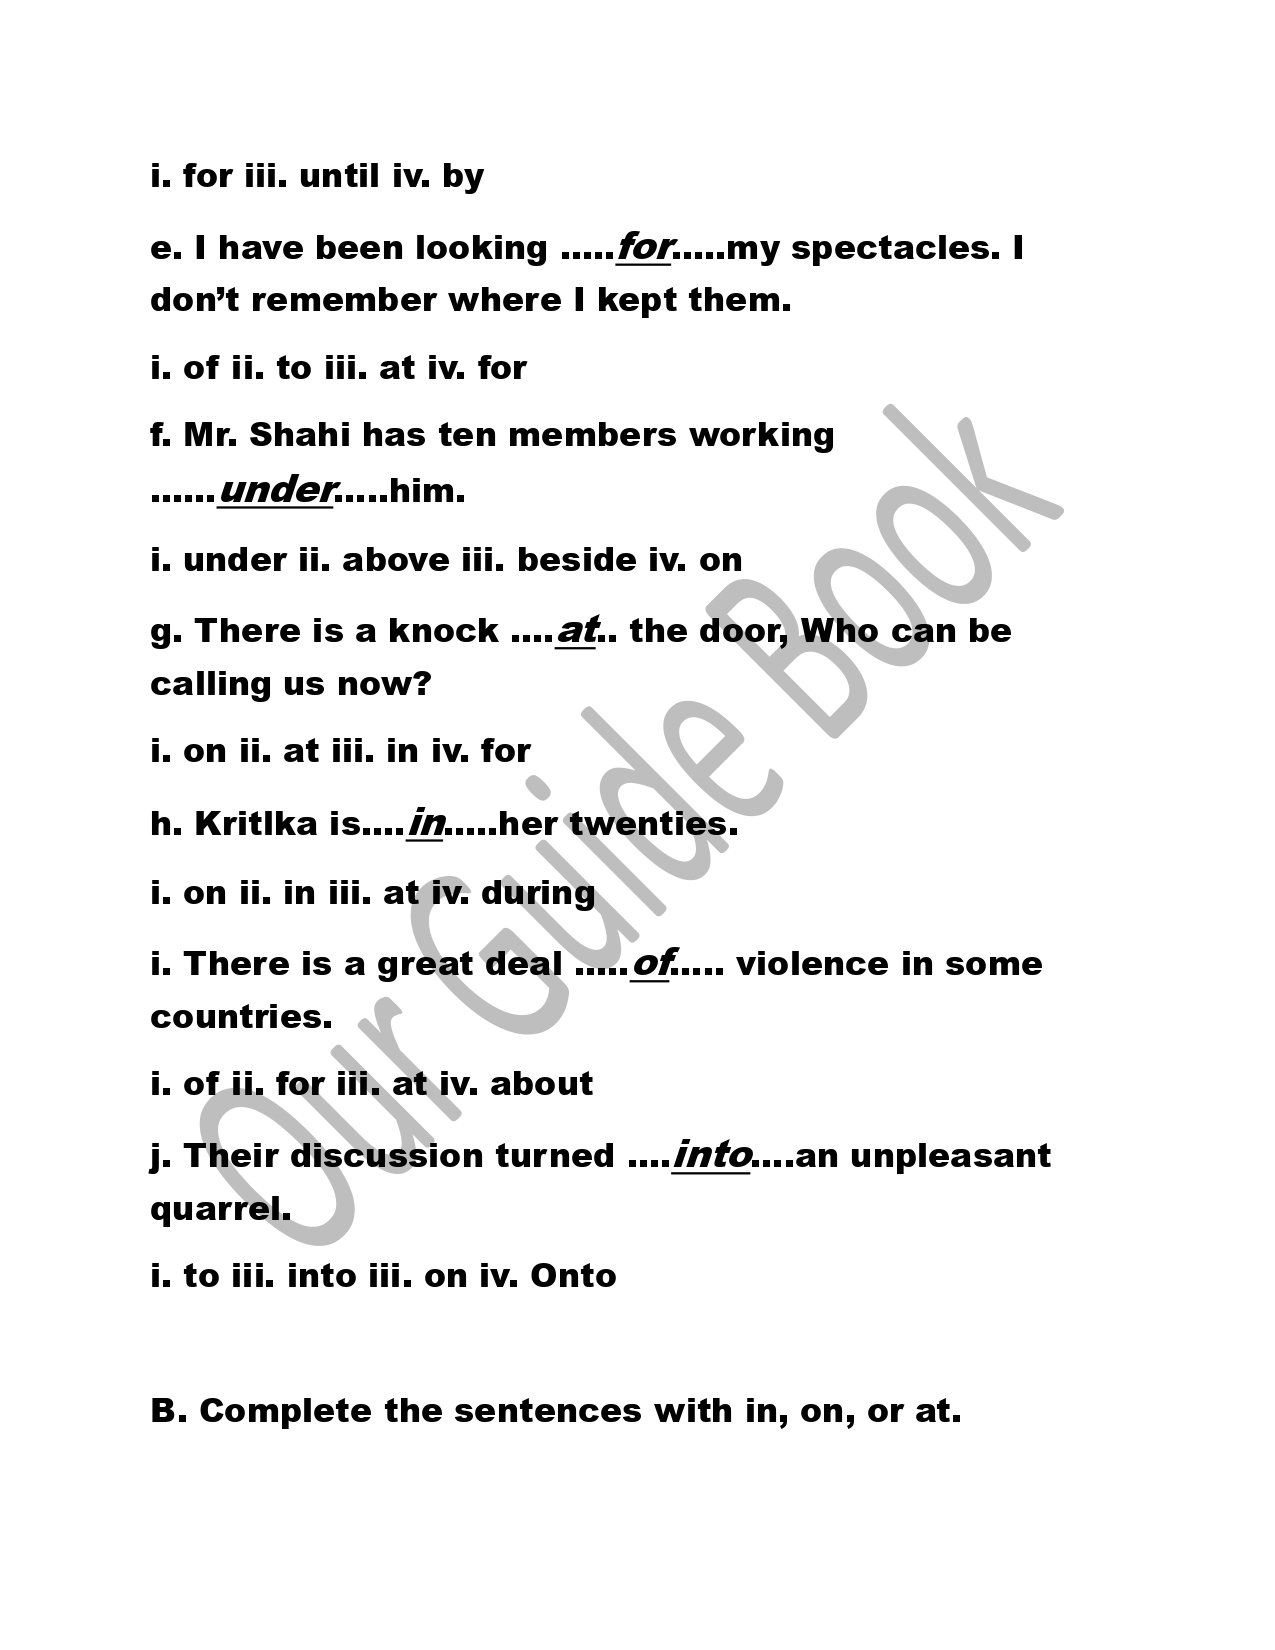 i. for iii. until iv. by
e. I have been looking .....for.....my spectacles. I
don’t remember where I kept them.
i. of ii. to iii. at iv. for
f. Mr. Shahi has ten members working
......under.....him.
i. under ii. above iii. beside iv. on
g. There is a knock ....at.. the door, Who can be
calling us now?
i. on ii. at iii. in iv. for
h. Kritlka is....in.....her twenties.
i. on ii. in iii. at iv. during
i. There is a great deal .....of..... violence in some
countries.
i. of ii. for iii. at iv. about
j. Their discussion turned ....into....an unpleasant
quarrel.
i. to iii. into iii. on iv. Onto
B. Complete the sentences with in, on, or at.
Our Guide Book